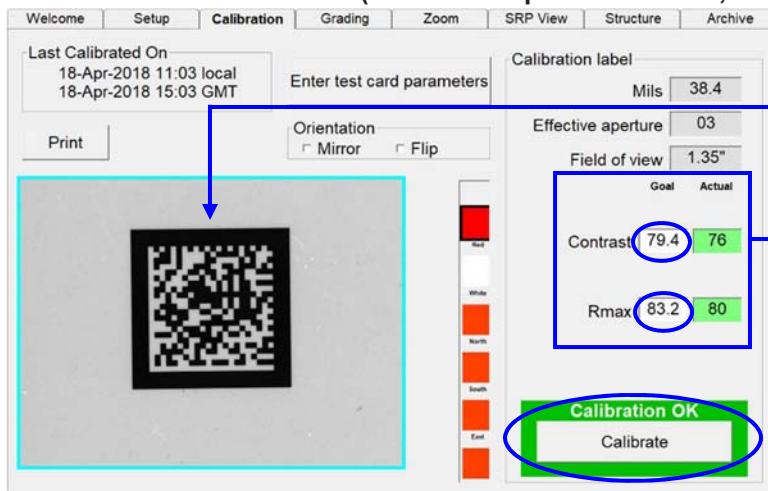 Welcome Setup Calibration Grading Zoom SRP View Structure Archive
Last Calibrated On
18-Apr-2018 11:03 local
18-Apr-2018 15:03 GMT
Print
Enter test card parameters
Orientation
Mirror Flip
Calibration label
Mils 38.4
Effective aperture 03
Field of view 1.35"
Goal Actual
Contrast 79.4 76
Rmax 83.2 80
Red
White
North
South
East
Calibration OK
Calibrate